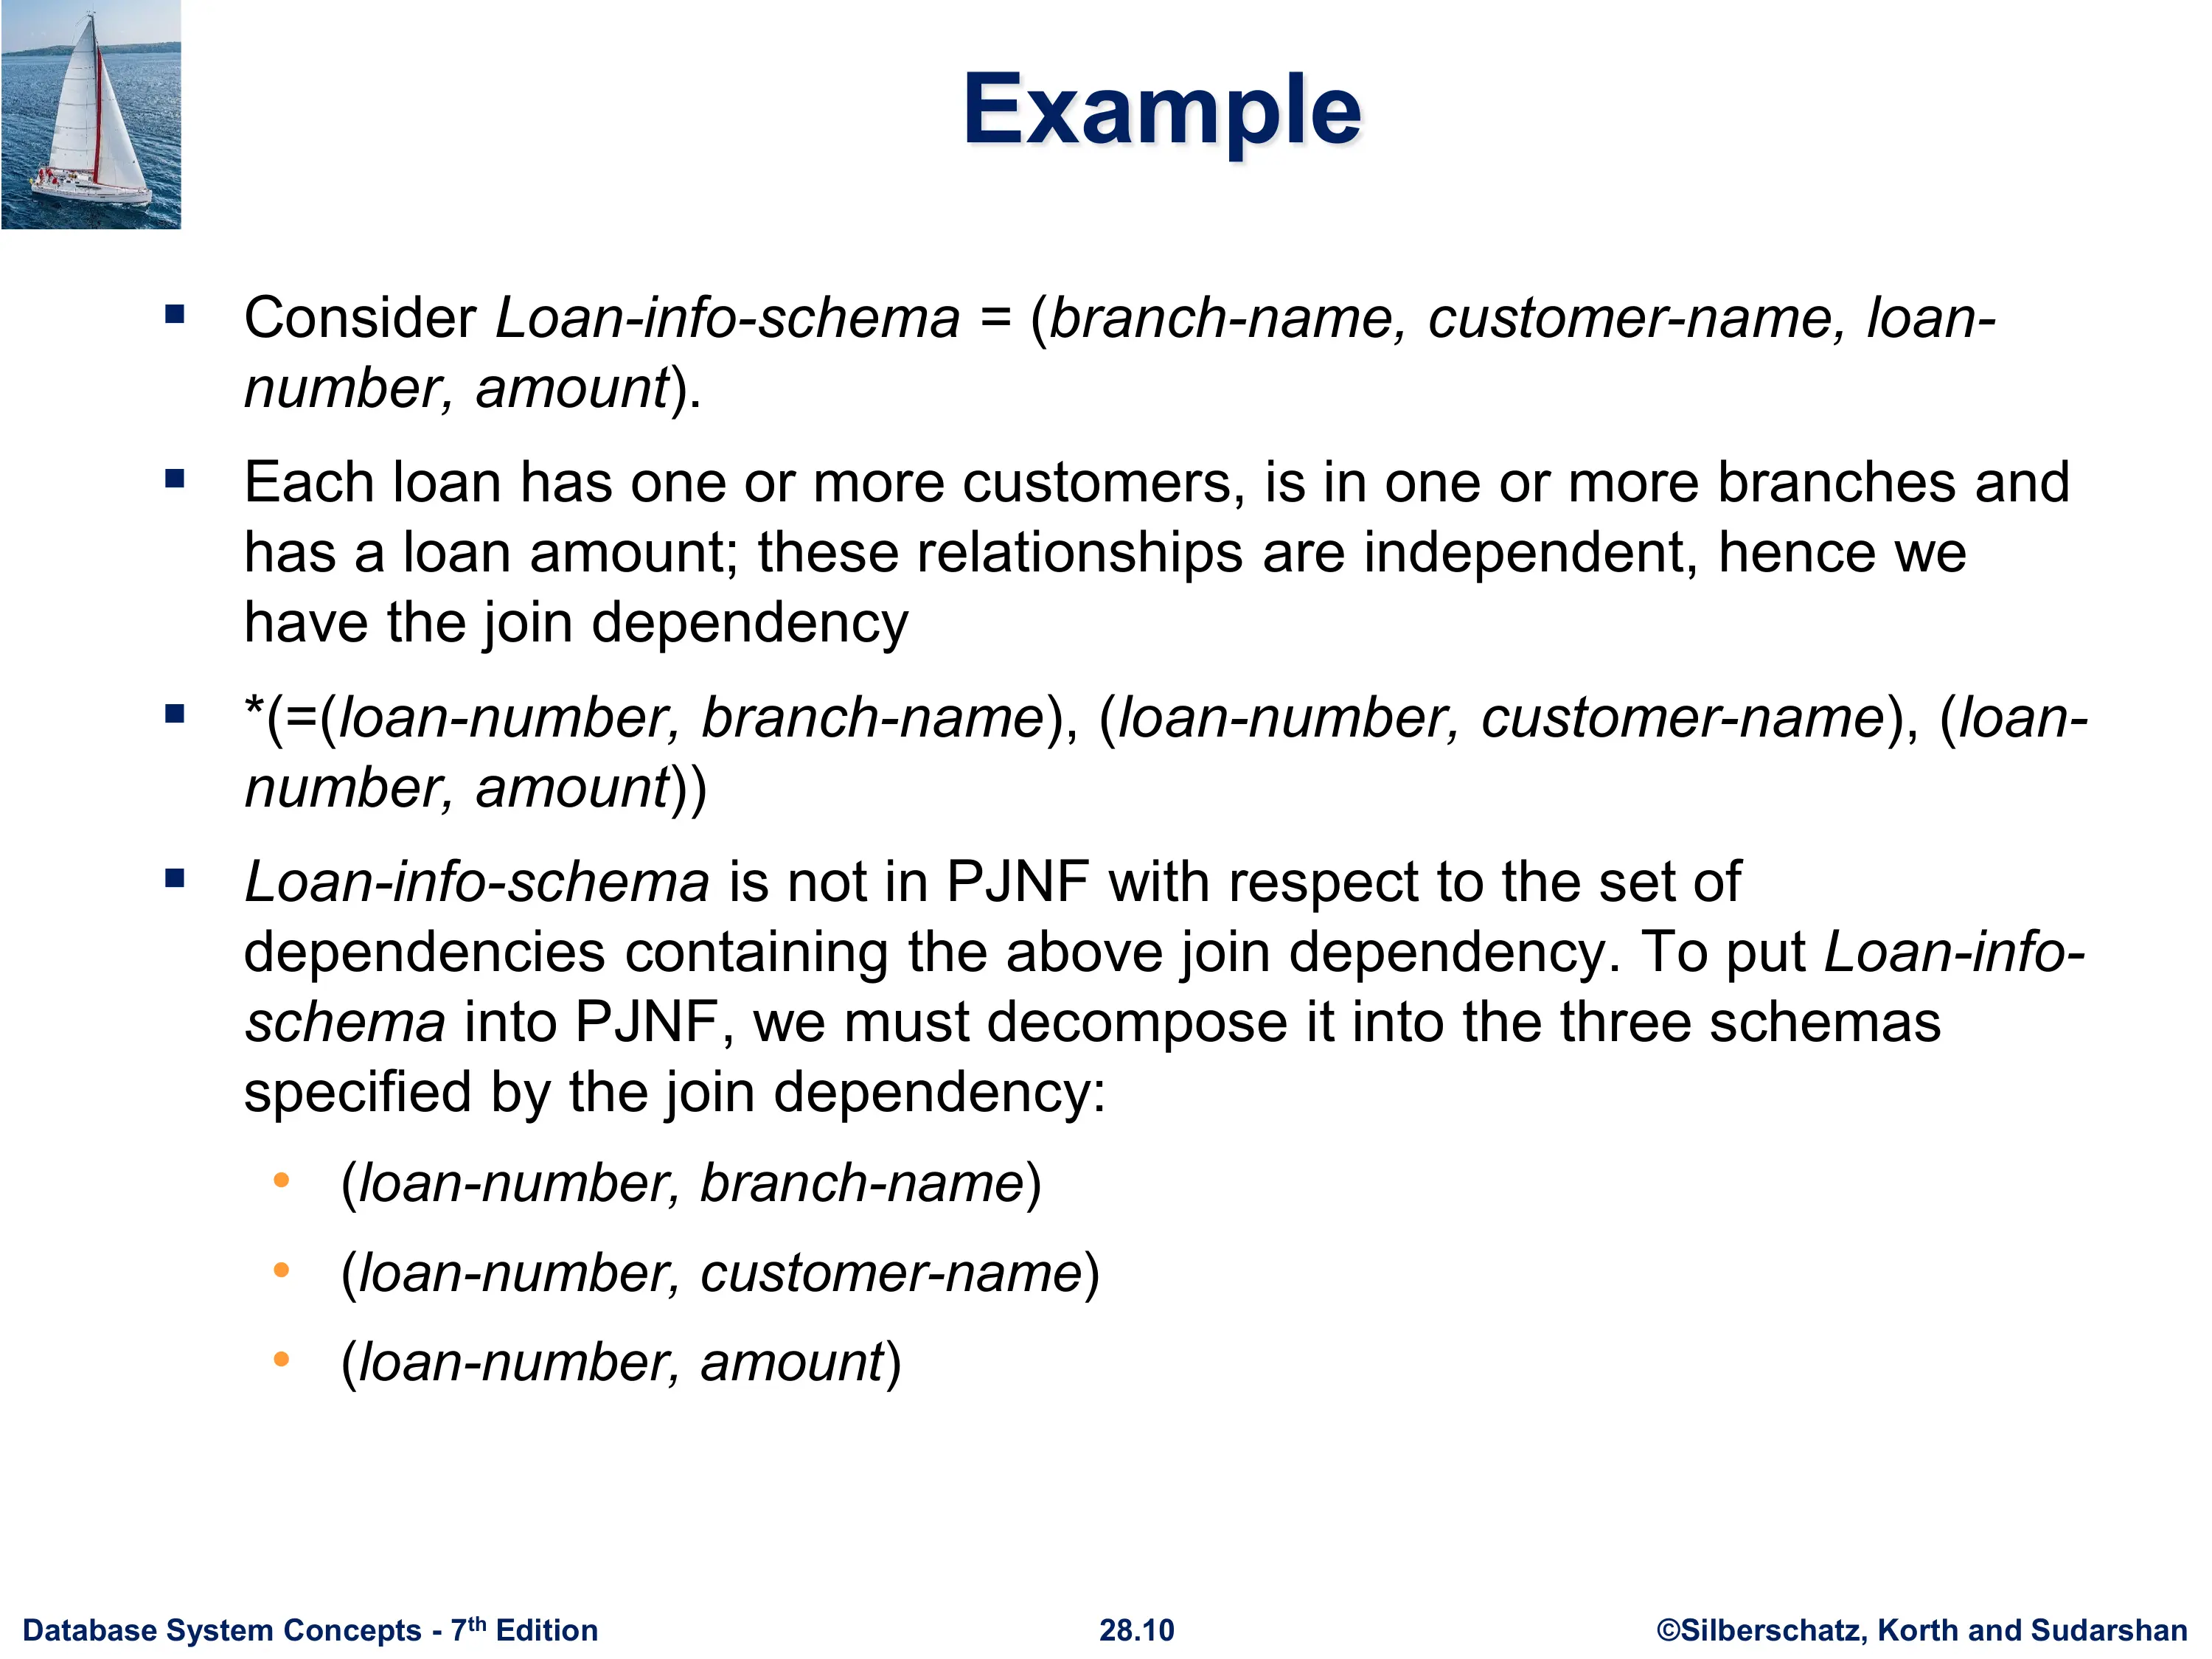 Example
Consider Loan-info-schema = (branch-name, customer-name, loan-
number, amount).
Each loan has one or more customers, is in one or more branches and
has a loan amount; these relationships are independent, hence we
have the join dependency
*(=(loan-number, branch-name), (loan-number, customer-name), (loan-
number, amount))
Loan-info-schema is not in PJNF with respect to the set of
dependencies containing the above join dependency. To put Loan-info-
schema into PJNF, we must decompose it into the three schemas
specified by the join dependency:
(loan-number, branch-name)
(loan-number, customer-name)
(loan-number, amount)
Database System Concepts - 7th Edition
28.10
©Silberschatz, Korth and Sudarshan